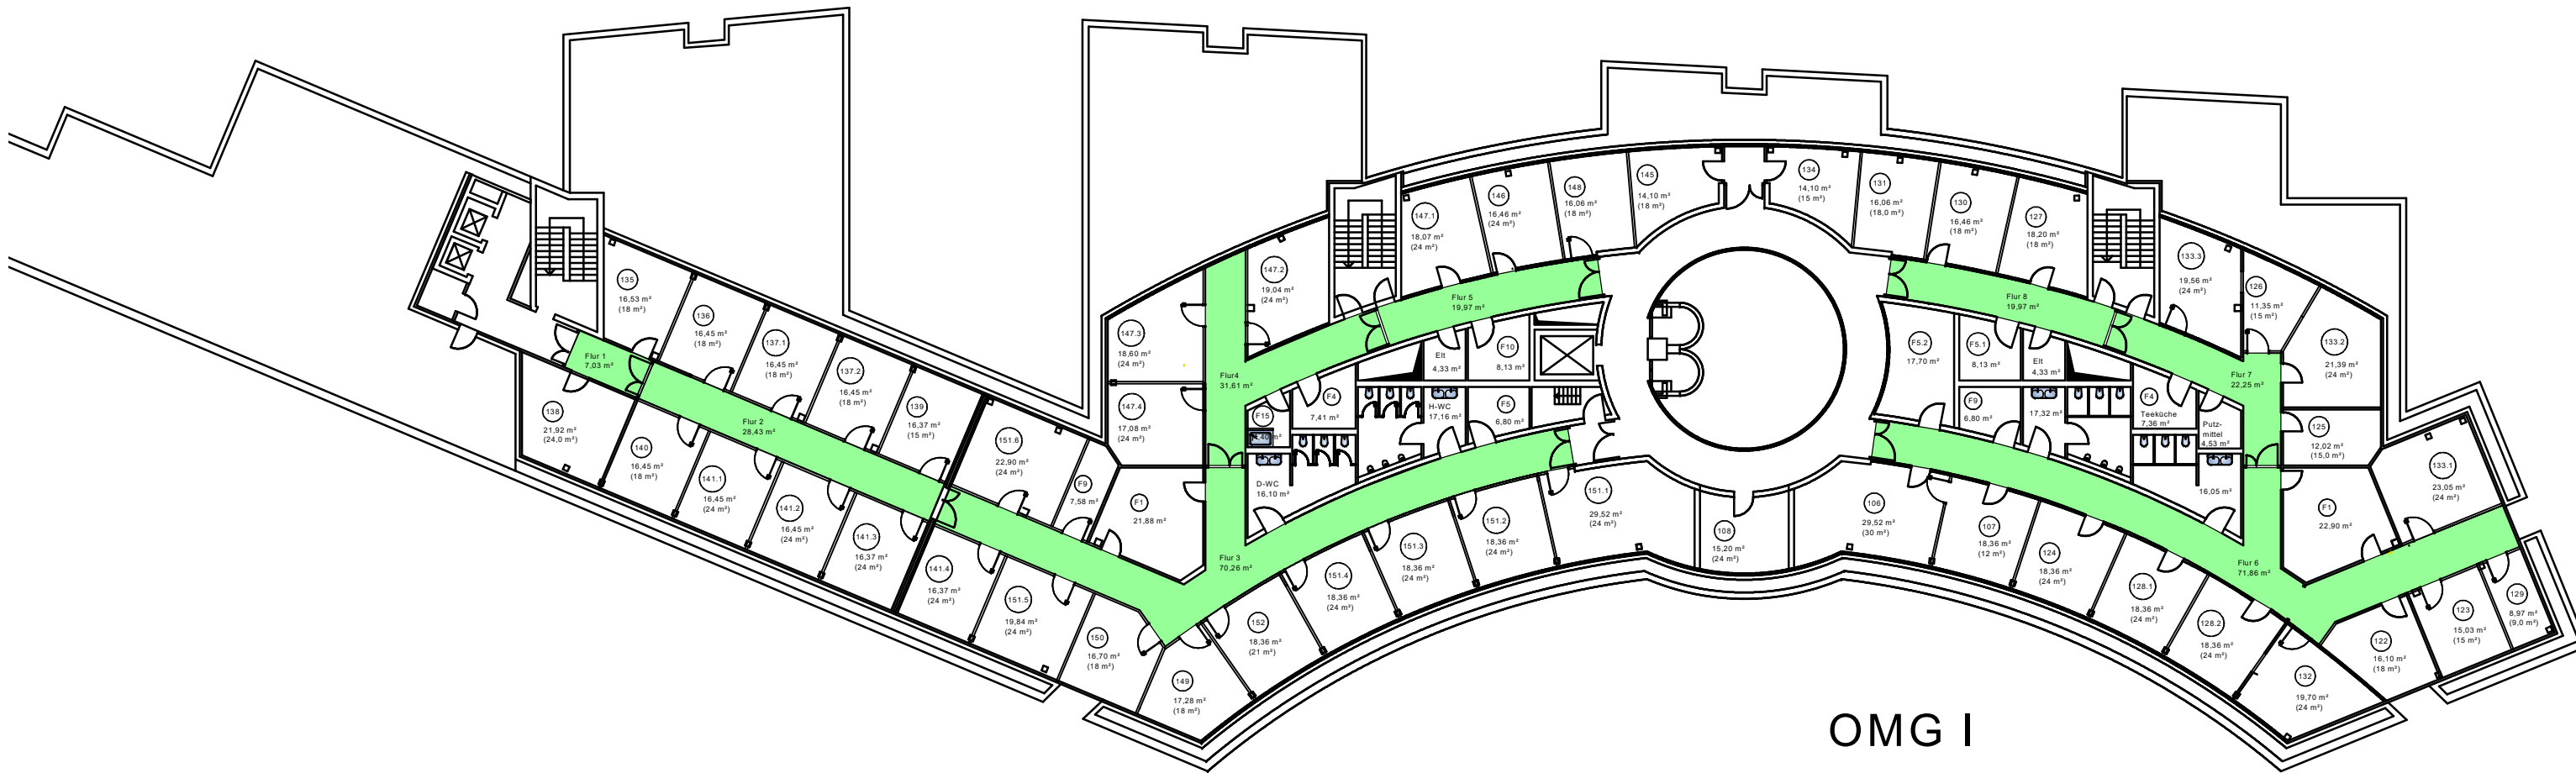 135
16,53 m²
(18 m²)
136
16,45 m²
(18 m²)
137.1
16,45 m²
(18 m²)
137.2
16,45 m²
(18 m²)
139
16,37 m²
(15 m²)
Flur 1
7,03 m²
Flur 2
28,43 m²
138
21,92 m²
(24,0 m²)
140
16,45 m²
(18 m²)
141.1
16,45 m²
(24 m²)
141.2
16,45 m²
(24 m²)
141.3
16,37 m²
(24 m²)
141.4
16,37 m²
(24 m²)
151.5
19,84 m²
(24 m²)
150
16,70 m²
(18 m²)
149
17,28 m²
(18 m²)
151.6
22,90 m²
(24 m²)
F9
7,58 m²
F1
21,88 m²
147.3
18,60 m²
(24 m²)
147.4
17,08 m²
(24 m²)
147.2
19,04 m²
(24 m²)
Flur4
31,61 m²
Flur 3
70,26 m²
147.1
18,07 m²
(24 m²)
146
16,46 m²
(24 m²)
148
16,06 m²
(18 m²)
145
14,10 m²
(18 m²)
Flur 5
19,97 m²
Elt
4,33 m²
F10
8,13 m²
F4
7,41 m²
F15
H-WC
17,16 m²
F5
6,80 m²
D-WC
16,10 m²
152
18,36 m²
(21 m²)
151.4
18,36 m²
(24 m²)
151.3
18,36 m²
(24 m²)
151.2
18,36 m²
(24 m²)
151.1
29,52 m²
(24 m²)
108
15,20 m²
(24 m²)
134
14,10 m²
(15 m²)
131
16,06 m²
(18,0 m²)
130
16,46 m²
(18 m²)
127
18,20 m²
(18 m²)
Flur 8
19,97 m²
F5.2
17,70 m²
F5.1
8,13 m²
Elt
4,33 m²
F9
6,80 m²
17,32 m²
F4
Teeküche
7,36 m²
Putz-
mittel
4,53 m²
16,05 m²
133.3
19,56 m²
(24 m²)
126
11,35 m²
(15 m²)
133.2
21,39 m²
(24 m²)
Flur 7
22,25 m²
125
12,02 m²
(15,0 m²)
F1
22,90 m²
133.1
23,05 m²
(24 m²)
106
29,52 m²
(30 m²)
107
18,36 m²
(12 m²)
124
18,36 m²
(24 m²)
128.1
18,36 m²
(24 m²)
128.2
18,36 m²
(24 m²)
Flur 6
71,86 m²
132
19,70 m²
(24 m²)
122
16,10 m²
(18 m²)
123
15,03 m²
(15 m²)
129
8,97 m²
(9,0 m²)
OMG I